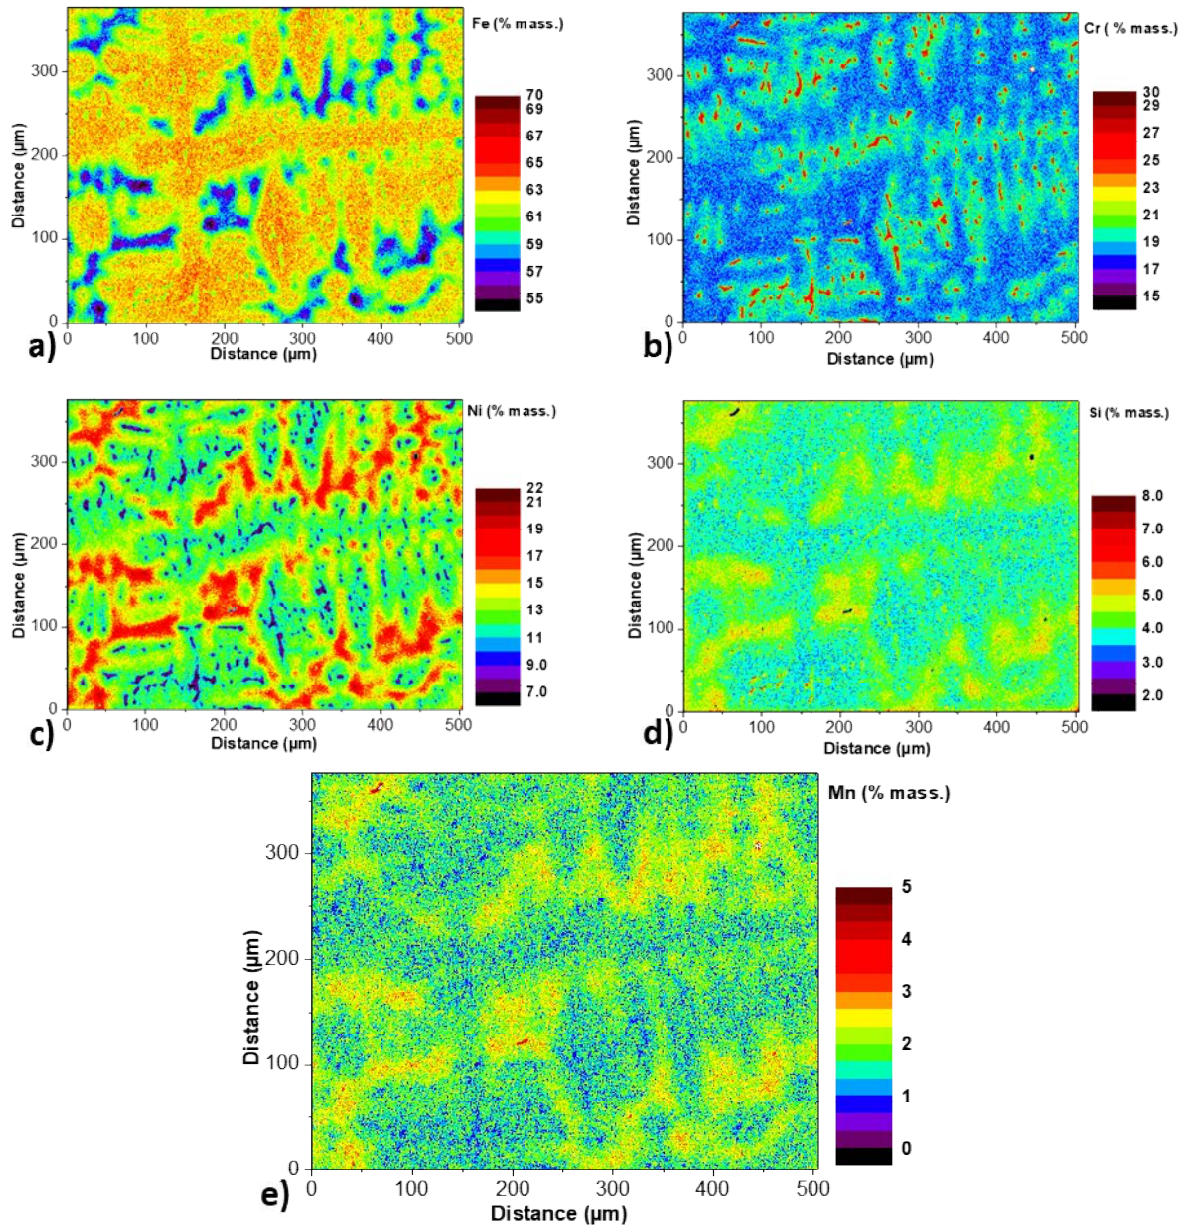 Fe (% mass.)
70
69
67
65
63
61
59
57
55
Distance (µm)
300
200
100
0
0 100 200 300 400 500
Distance (µm)
a)
Cr ( % mass.)
30
29
27
25
23
21
19
17
15
Distance (µm)
300
200
100
0
0 100 200 300 400 500
Distance (µm)
b)
Ni (% mass.)
22
21
19
17
15
13
11
9.0
7.0
Distance (µm)
300
200
100
0
0 100 200 300 400 500
Distance (µm)
c)
Si (% mass.)
8.0
7.0
6.0
5.0
4.0
3.0
2.0
Distance (µm)
300
200
100
0
0 100 200 300 400 500
Distance (µm)
d)
Mn (% mass.)
5
4
3
2
1
0
Distance (µm)
300
200
100
0
0 100 200 300 400 500
Distance (µm)
e)